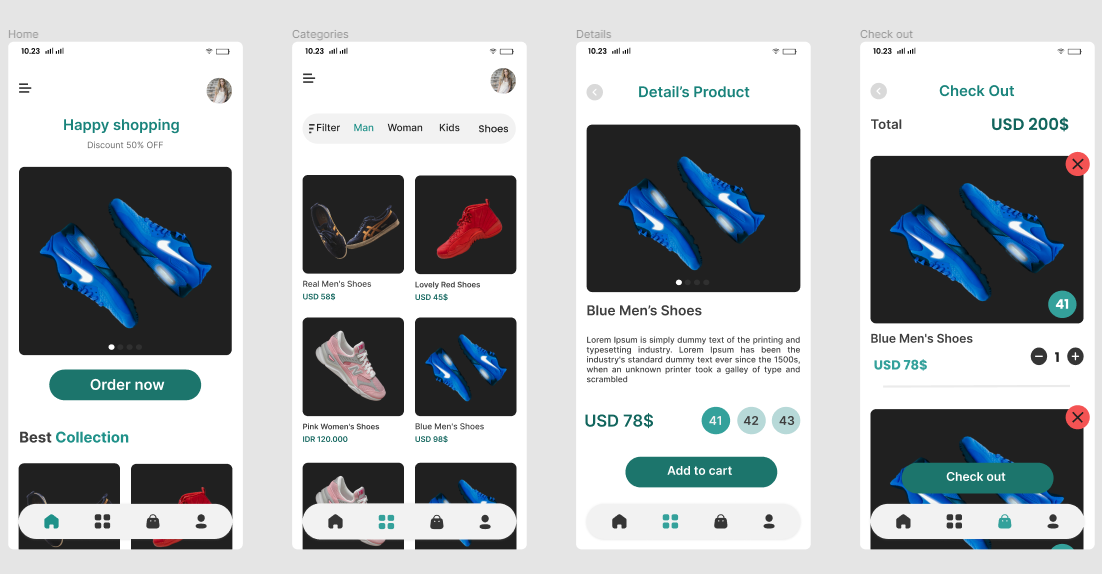 Home
10.23
Happy shopping
Discount 50% OFF
Order now
Best Collection
Categories
10.23
Filter Man Woman Kids Shoes
Real Men's Shoes
USD 58$
Lovely Red Shoes
USD 45$
Pink Women's Shoes
IDR 120.000
Blue Men's Shoes
USD 98$
Details
10.23
Detail's Product
Blue Men's Shoes
Lorem Ipsum is simply dummy text of the printing and
typesetting industry. Lorem Ipsum has been the
industry's standard dummy text ever since the 1500s,
when an unknown printer took a galley of type and
scrambled
USD 78$ 41 42 43
Add to cart
Check out
10.23
Check Out
Total USD 200$
41
Blue Men's Shoes
USD 78$ 1
Check out